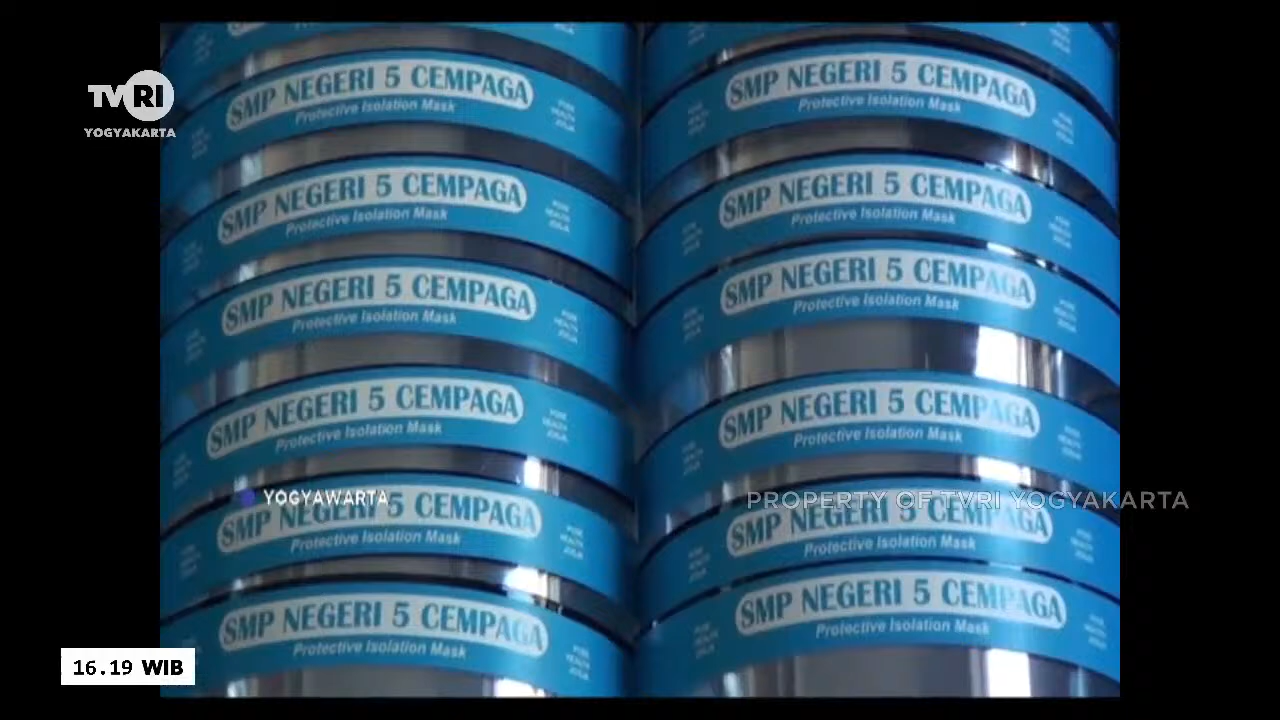 TVRI
YOGYAKARTA
SMP NEGERI 5 CEMPAGA
Protective Isolation Mask
SMP NEGERI 5 CEMPAGA
Protective Isolation Mask
SMP NEGERI 5 CEMPAGA
Protective Isolation Mask
SMP NEGERI 5 CEMPAGA
Protective Isolation Mask
SMP NEGERI 5 CEMPAGA
Protective Isolation Mask
SMP NEGERI 5 CEMPAGA
Protective Isolation Mask
SMP NEGERI 5 CEMPAGA
Protective Isolation Mask
SMP NEGERI 5 CEMPAGA
Protective Isolation Mask
SMP NEGERI 5 CEMPAGA
Protective Isolation Mask
SMP NEGERI 5 CEMPAGA
Protective Isolation Mask
SMP NEGERI 5 CEMPAGA
Protective Isolation Mask
SMP NEGERI 5 CEMPAGA
Protective Isolation Mask
YOGYAWARTA
PROPERTY OF TVRI YOGYAKARTA
16.19 WIB